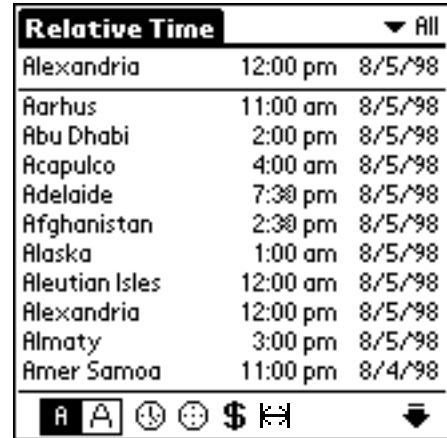 Relative Time All
Alexandria 12:00 pm 8/5/98
Aarhus 11:00 am 8/5/98
Abu Dhabi 2:00 pm 8/5/98
Acapulco 4:00 am 8/5/98
Adelaide 7:30 pm 8/5/98
Afghanistan 2:30 pm 8/5/98
Alaska 1:00 am 8/5/98
Aleutian Isles 12:00 am 8/5/98
Alexandria 12:00 pm 8/5/98
Almaty 3:00 pm 8/5/98
Amer Samoa 11:00 pm 8/4/98
A A $